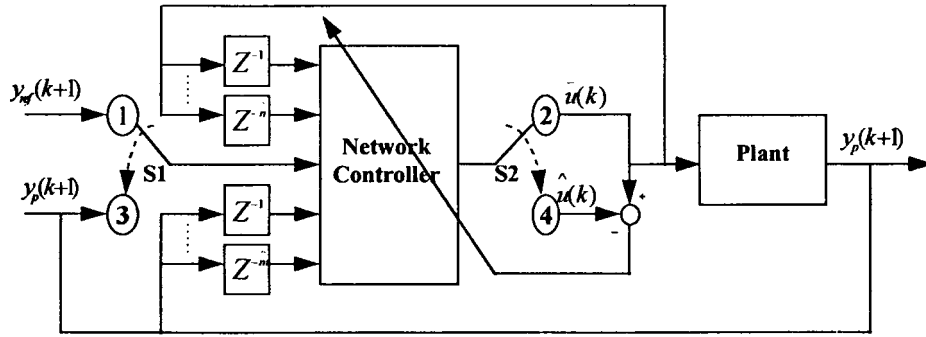 y_ref(k+1)
1
S1
y_p(k+1)
3
Z^-1
Z^-n
Z^-1
Z^-m
Network
Controller
S2
2
u(k)
4
û(k)
+
-
Plant
y_p(k+1)